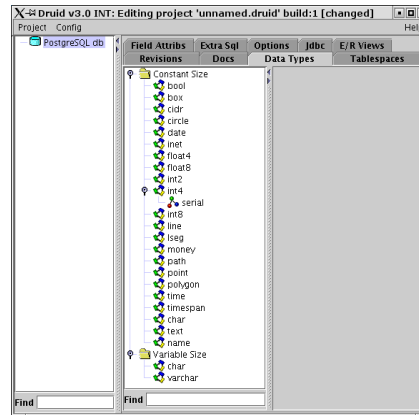 Druid v3.0 INT: Editing project 'unnamed.druid' build:1 [changed]
Project Config Hel
PostgreSQL db
Field Attribs Extra Sql Options Jdbc E/R Views
Revisions Docs Data Types Tablespaces
Constant Size
bool
box
cidr
circle
date
inet
float4
float8
int2
int4
serial
int8
line
lseg
money
path
point
polygon
time
timespan
char
text
name
Variable Size
char
varchar
Find
Find